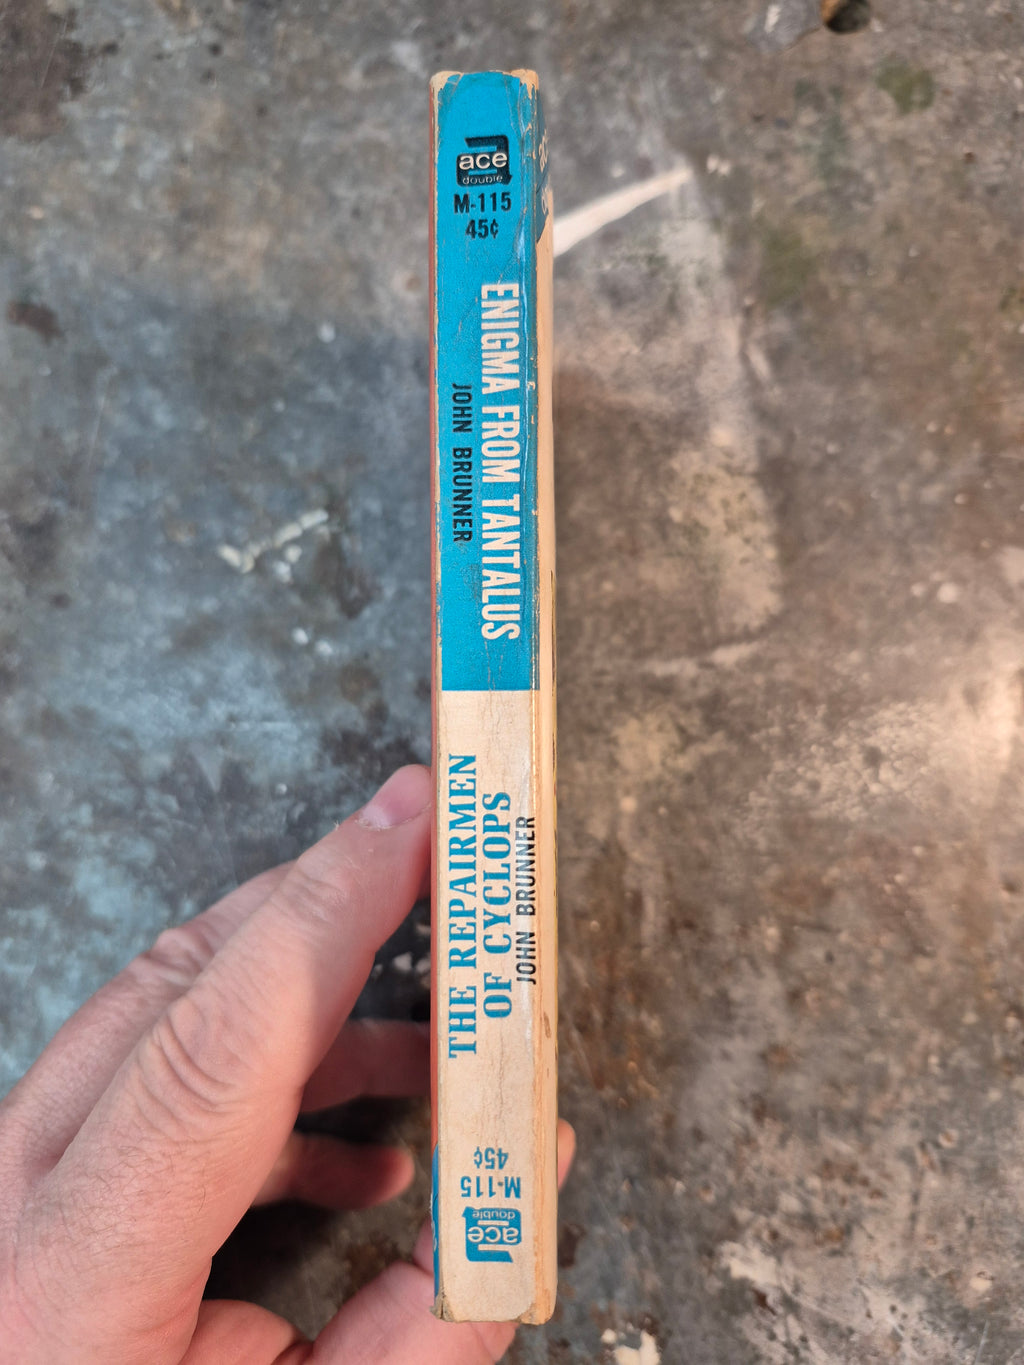 ace
double
M-115
45¢
ENIGMA FROM TANTALUS
JOHN BRUNNER
THE REPAIRMEN
OF CYCLOPS
JOHN BRUNNER
45¢
M-115
double
ace